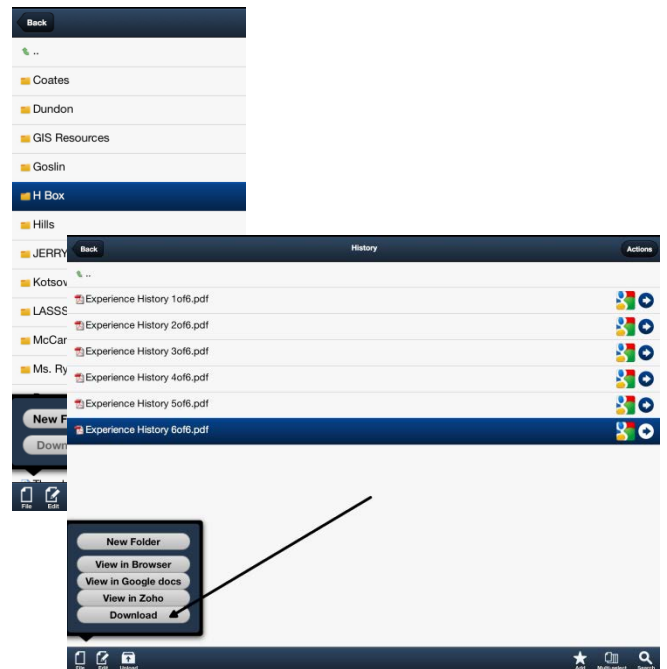 Back
..
Coates
Dundon
GIS Resources
Goslin
H Box
Hills
JERRY
Kotsov
LASSS
McCar
Ms. Ry
New F
Down
File Edit
Back History Actions
..
Experience History 1of6.pdf
Experience History 2of6.pdf
Experience History 3of6.pdf
Experience History 4of6.pdf
Experience History 5of6.pdf
Experience History 6of6.pdf
New Folder
View in Browser
View in Google docs
View in Zoho
Download
File Edit Upload Add Multi-select Search